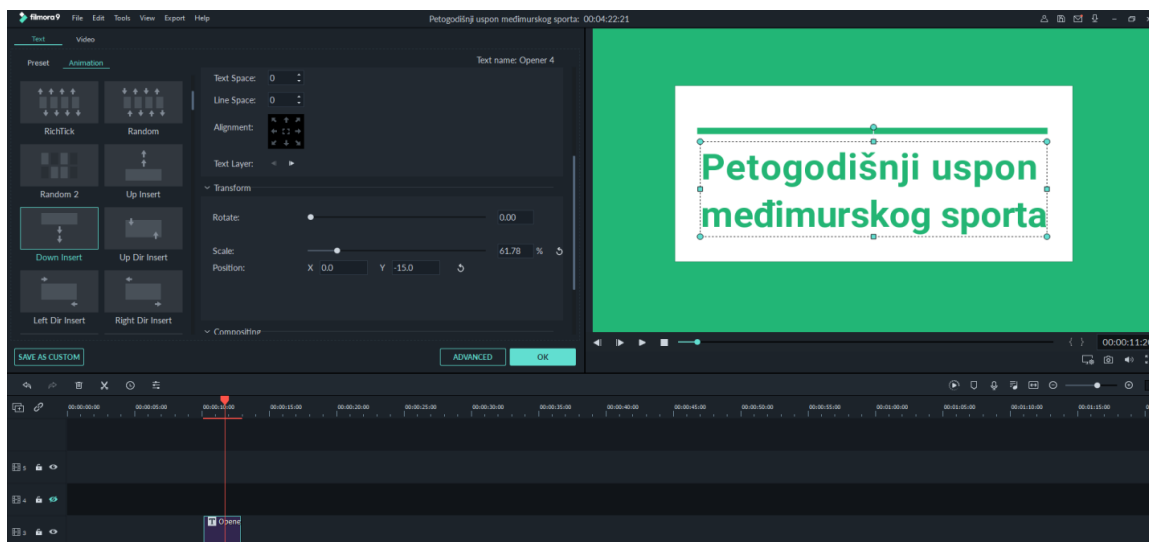 filmora9 File Edit Tools View Export Help Petogodišnji uspon međimurskog sporta: 00:04:22:21
Text Video
Preset Animation
Text name: Opener 4
RichTick Random
Random 2 Up Insert
Down Insert Up Dir Insert
Left Dir Insert Right Dir Insert
Text Space: 0
Line Space: 0
Alignment:
Text Layer:
Transform
Rotate: 0.00
Scale: 61.78 %
Position: X 0.0 Y -15.0
Compositing
SAVE AS CUSTOM ADVANCED OK
Petogodišnji uspon
međimurskog sporta
{ }
00:00:00:00 00:00:05:00 00:00:10:00 00:00:15:00 00:00:20:00 00:00:25:00 00:00:30:00 00:00:35:00 00:00:40:00 00:00:45:00 00:00:50:00 00:00:55:00 00:01:00:00 00:01:05:00 00:01:10:00 00:01:15:00
5
4
3
T Opene